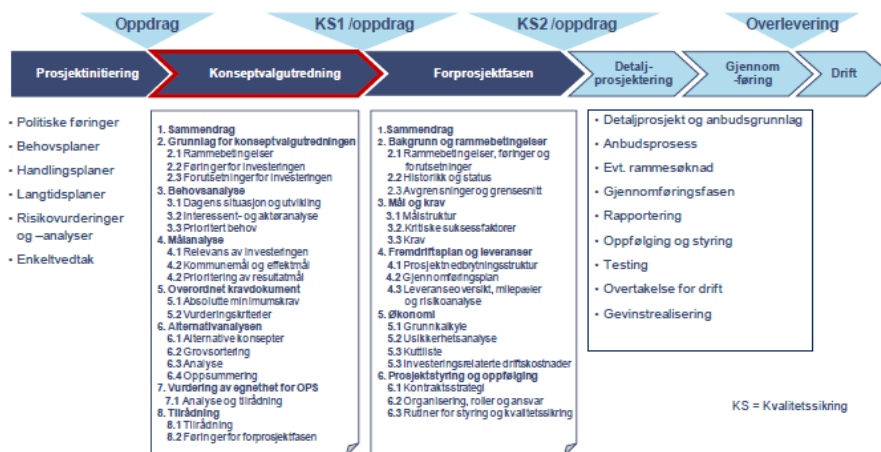 Oppdrag
KS1 /oppdrag
KS2 /oppdrag
Overlevering
Prosjektinitiering
Konseptvalgutredning
Forprosjektfasen
Detalj-
prosjektering
Gjennom
-føring
Drift
• Politiske føringer
• Behovsplaner
• Handlingsplaner
• Langtidsplaner
• Risikovurderinger
og –analyser
• Enkeltvedtak
1. Sammendrag
2. Grunnlag for konseptvalgutredningen
2.1 Rammebetingelser
2.2 Føringer for investeringen
2.3 Forutsetninger for investeringen
3. Behovsanalyse
3.1 Dagens situasjon og utvikling
3.2 Interessent- og aktøranalyse
3.3 Prioritert behov
4. Målanalyse
4.1 Relevans av investeringen
4.2 Kommunemål og effektmål
4.2 Prioritering av resultatmål
5. Overordnet kravdokument
5.1 Absolutte minimumskrav
5.2 Vurderingskriterier
6. Alternativanalysen
6.1 Alternative konsepter
6.2 Grovsortering
6.3 Analyse
6.4 Oppsummering
7. Vurdering av egnethet for OPS
7.1 Analyse og tilrådning
8. Tilrådning
8.1 Tilrådning
8.2 Føringer for forprosjektfasen
1. Sammendrag
2. Bakgrunn og rammebetingelser
2.1 Rammebetingelser, føringer og
forutsetninger
2.2 Historikk og status
2.3 Avgrensninger og grensesnitt
3. Mål og krav
3.1 Målstruktur
3.2. Kritiske suksessfaktorer
3.3 Krav
4. Fremdriftsplan og leveranser
4.1 Prosjektnedbrytningsstruktur
4.2 Gjennomføringsplan
4.3 Leveranseoversikt, milepæler
og risikoanalyse
5. Økonomi
5.1 Grunnkalkyle
5.2 Usikkerhetsanalyse
5.3 Kuttliste
5.3 Investeringsrelaterte driftskostnader
6. Prosjektstyring og oppfølging
6.1 Kontraktsstrategi
6.2 Organisering, roller og ansvar
6.3 Rutiner for styring og kvalitetssikring
• Detaljprosjekt og anbudsgrunnlag
• Anbudsprosess
• Evt. rammesøknad
• Gjennomføringsfasen
• Rapportering
• Oppfølging og styring
• Testing
• Overtakelse for drift
• Gevinstrealisering
KS = Kvalitetssikring